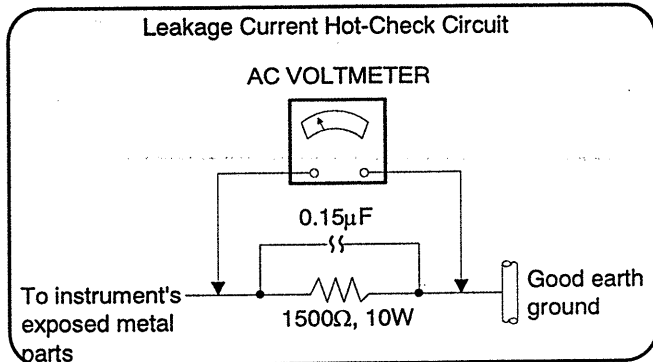 Leakage Current Hot-Check Circuit
AC VOLTMETER
0.15µF
1500Ω, 10W
To instrument's
exposed metal
parts
Good earth
ground